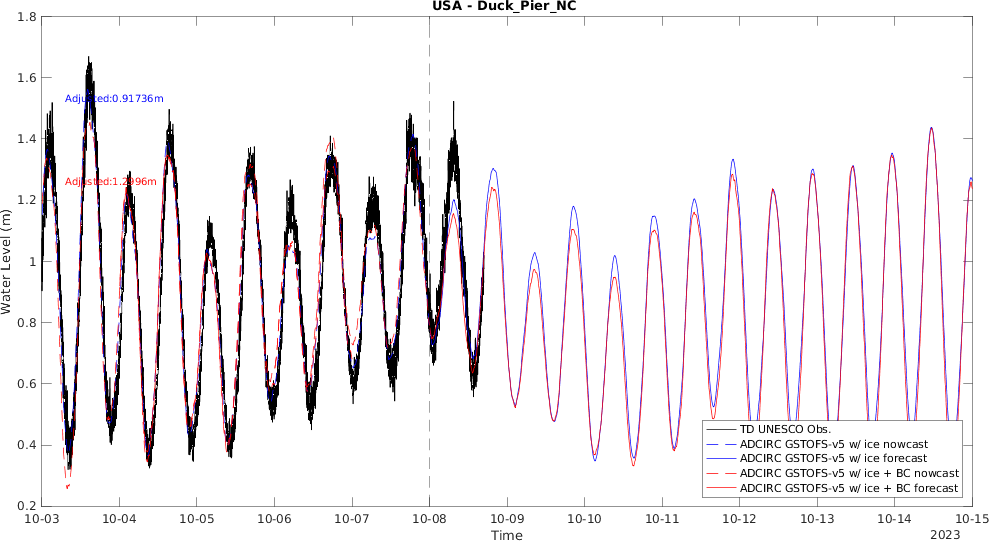 USA - Duck_Pier_NC
1.8
1.6
1.4
1.2
1
0.8
0.6
0.4
0.2
Water Level (m)
Adjusted:0.91736m
Adjusted:1.2996m
TD UNESCO Obs.
ADCIRC GSTOFS-v5 w/ ice nowcast
ADCIRC GSTOFS-v5 w/ ice forecast
ADCIRC GSTOFS-v5 w/ ice + BC nowcast
ADCIRC GSTOFS-v5 w/ ice + BC forecast
10-03 10-04 10-05 10-06 10-07 10-08 10-09 10-10 10-11 10-12 10-13 10-14 10-15
Time
2023